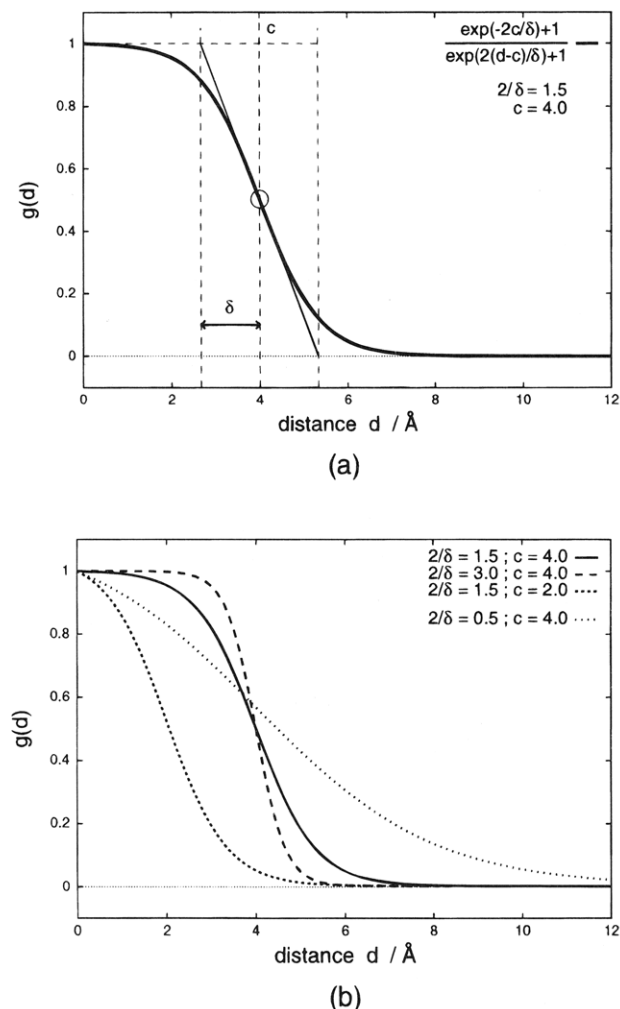 c
exp(-2c/δ)+1
exp(2(d-c)/δ)+1
2/δ = 1.5
c = 4.0
1
0.8
0.6
0.4
0.2
0
g(d)
δ
0 2 4 6 8 10 12
distance d / Å
(a)
2/δ = 1.5 ; c = 4.0
2/δ = 3.0 ; c = 4.0
2/δ = 1.5 ; c = 2.0
2/δ = 0.5 ; c = 4.0
1
0.8
0.6
0.4
0.2
0
g(d)
0 2 4 6 8 10 12
distance d / Å
(b)